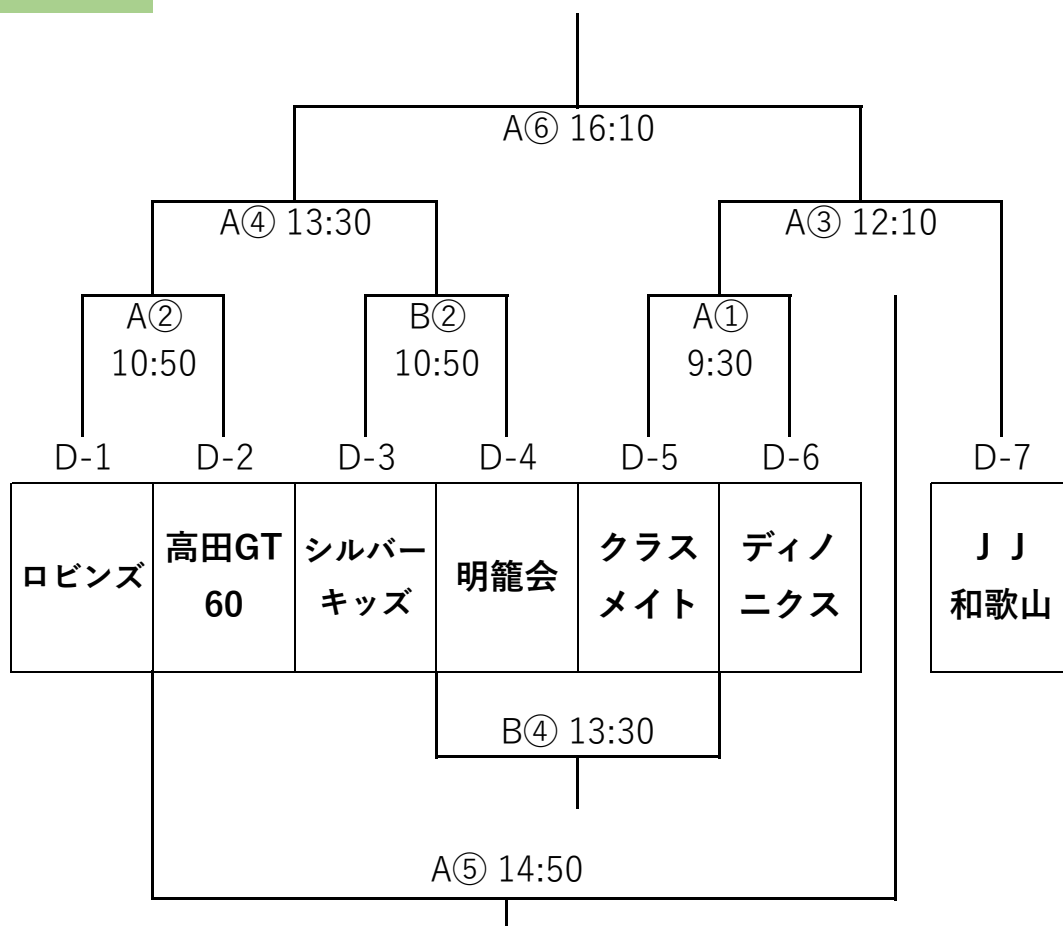 A⑥ 16:10
A④ 13:30
A③ 12:10
A②
10:50
B②
10:50
A①
9:30
D-1
D-2
D-3
D-4
D-5
D-6
D-7
ロビンズ
高田GT
60
シルバー
キッズ
明籠会
クラス
メイト
ディノ
ニクス
ＪＪ
和歌山
B④ 13:30
A⑤ 14:50